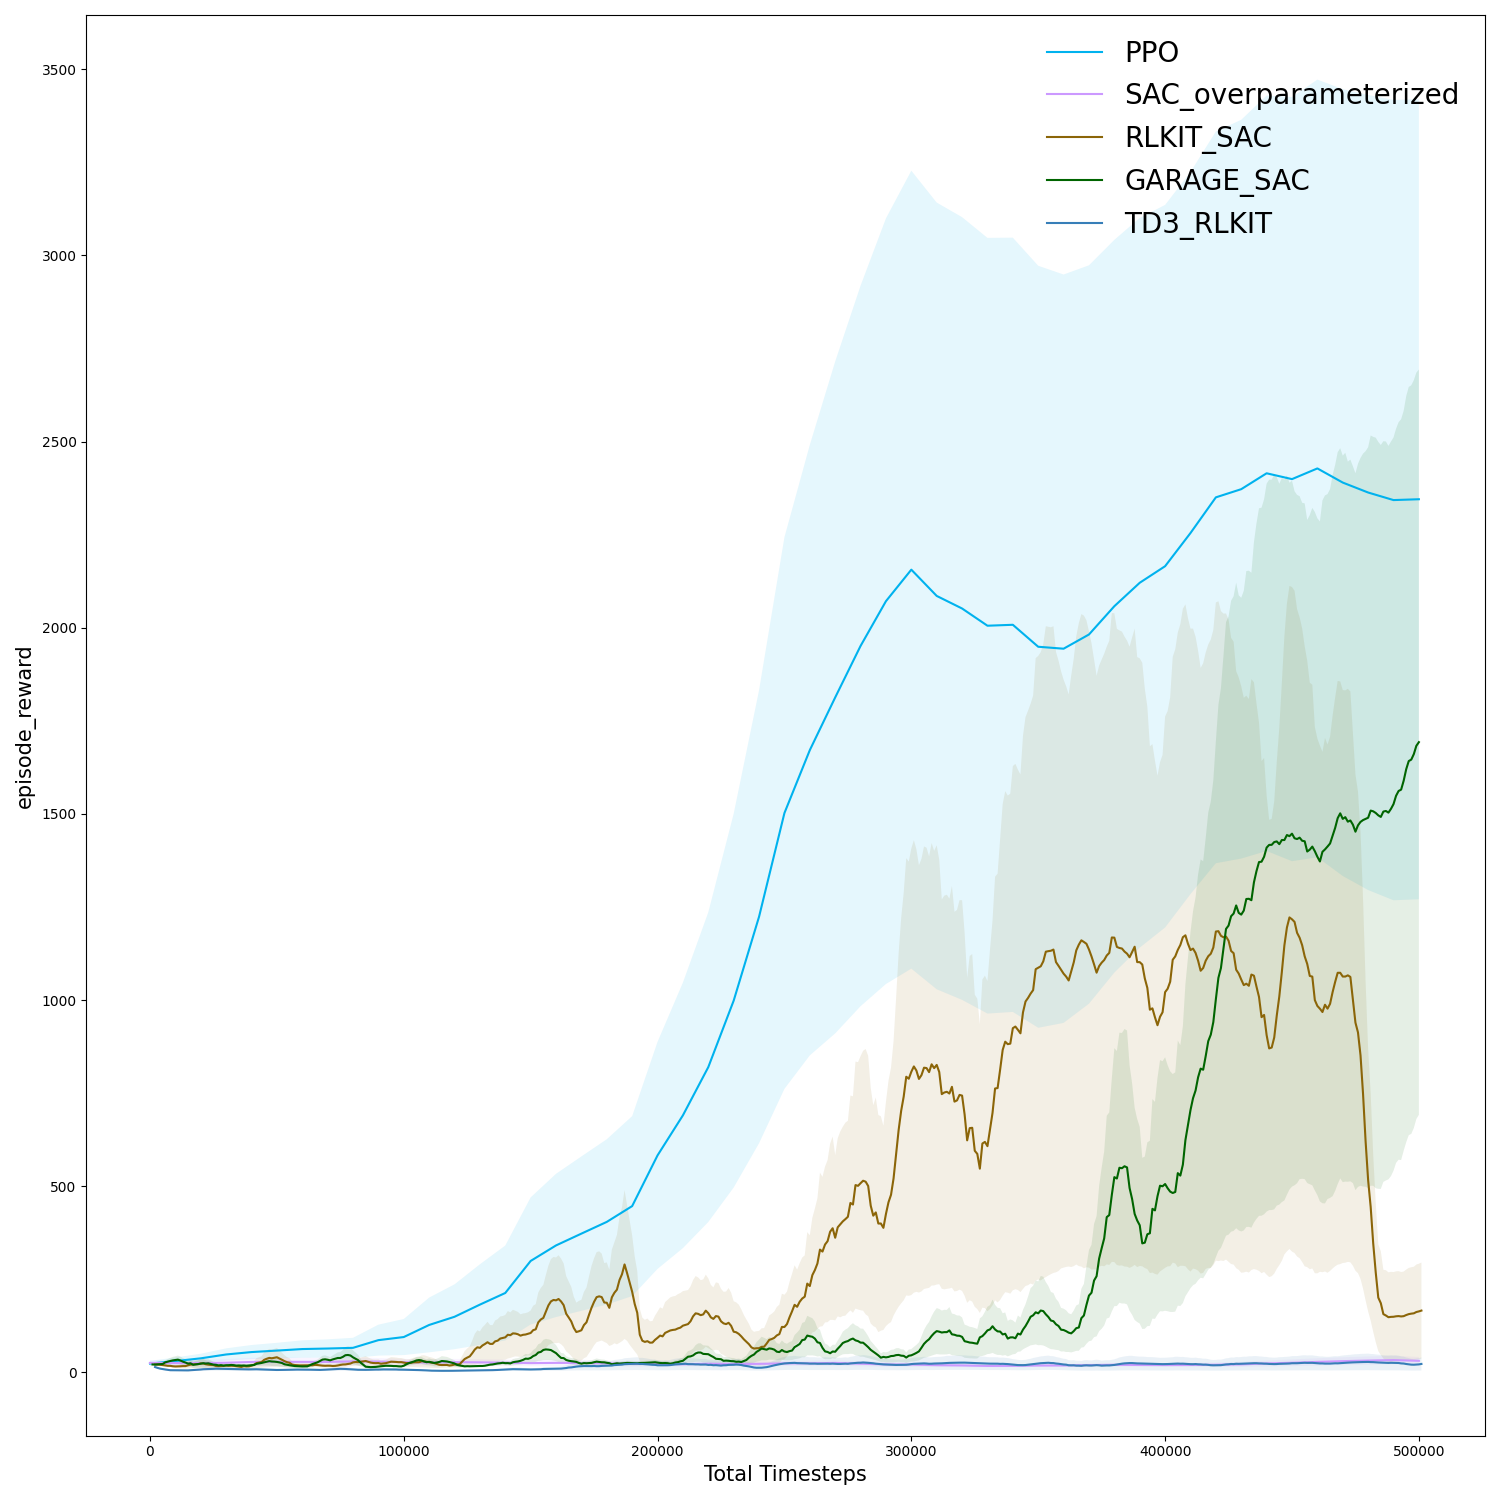 PPO
SAC_overparameterized
RLKIT_SAC
GARAGE_SAC
TD3_RLKIT
3500
3000
2500
2000
1500
1000
500
0
episode_reward
0 100000 200000 300000 400000 500000
Total Timesteps